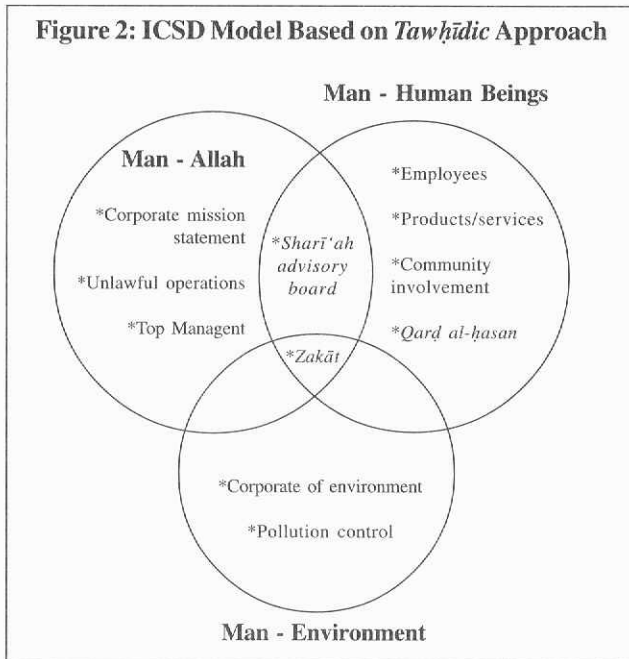 Figure 2: ICSD Model Based on Tawḥīdic Approach
Man - Human Beings
Man - Allah
*Corporate mission
statement
*Unlawful operations
*Top Managent
*Sharī‘ah
advisory
board
*Employees
*Products/services
*Community
involvement
*Qarḍ al-ḥasan
*Zakāt
*Corporate of environment
*Pollution control
Man - Environment